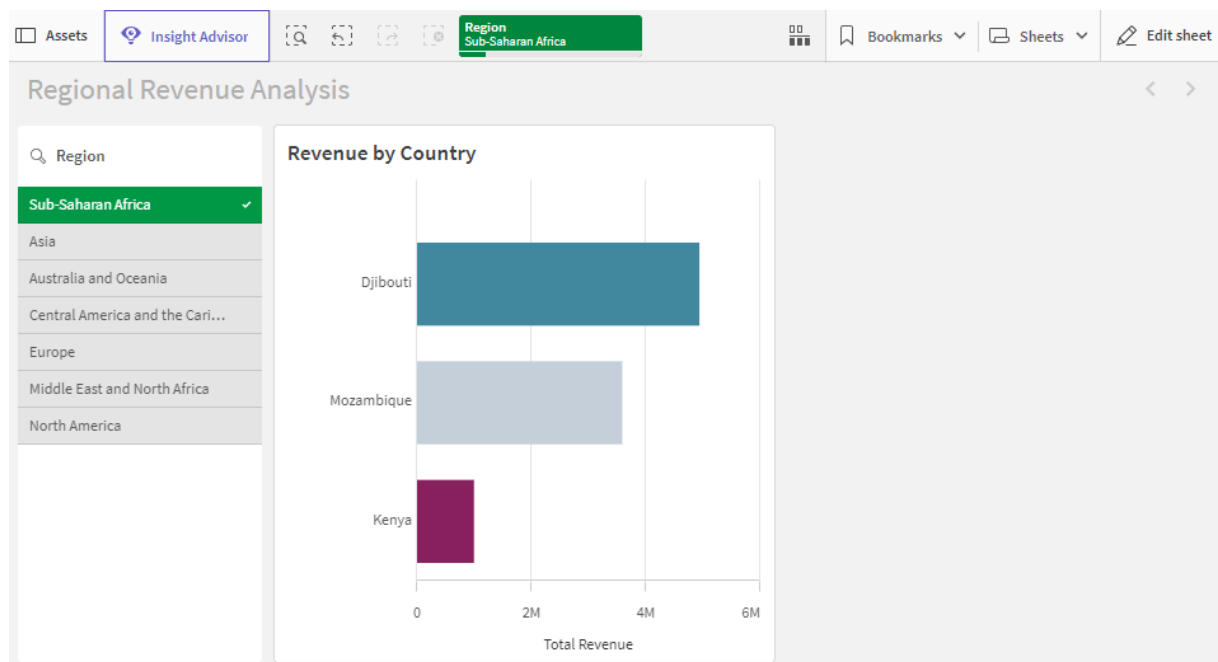 Assets
Insight Advisor
Region
Sub-Saharan Africa
Bookmarks
Sheets
Edit sheet
Regional Revenue Analysis
Region
Sub-Saharan Africa
Asia
Australia and Oceania
Central America and the Cari...
Europe
Middle East and North Africa
North America
Revenue by Country
Djibouti
Mozambique
Kenya
0 2M 4M 6M
Total Revenue